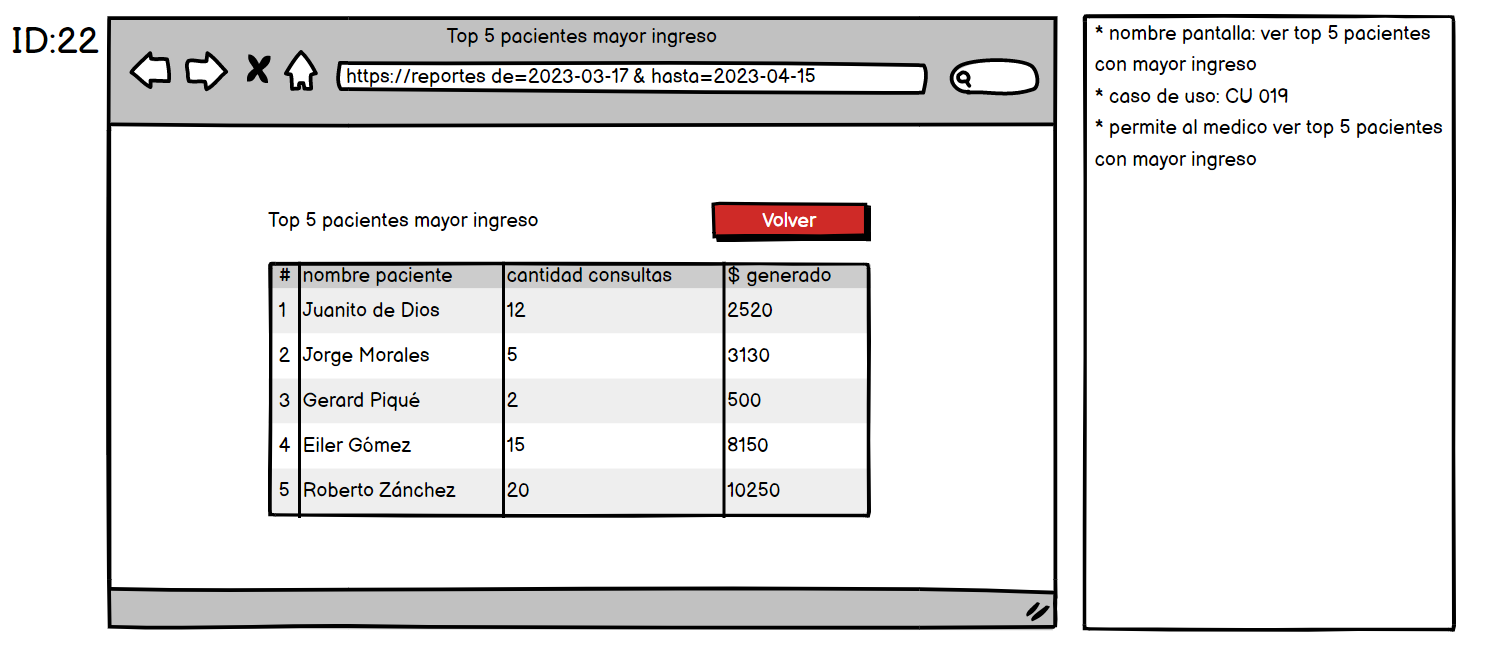 ID:22
Top 5 pacientes mayor ingreso
https://reportes de=2023-03-17 & hasta=2023-04-15
Top 5 pacientes mayor ingreso
Volver
# nombre paciente cantidad consultas $ generado
1 Juanito de Dios 12 2520
2 Jorge Morales 5 3130
3 Gerard Piqué 2 500
4 Eiler Gómez 15 8150
5 Roberto Zánchez 20 10250
* nombre pantalla: ver top 5 pacientes
con mayor ingreso
* caso de uso: CU 019
* permite al medico ver top 5 pacientes
con mayor ingreso